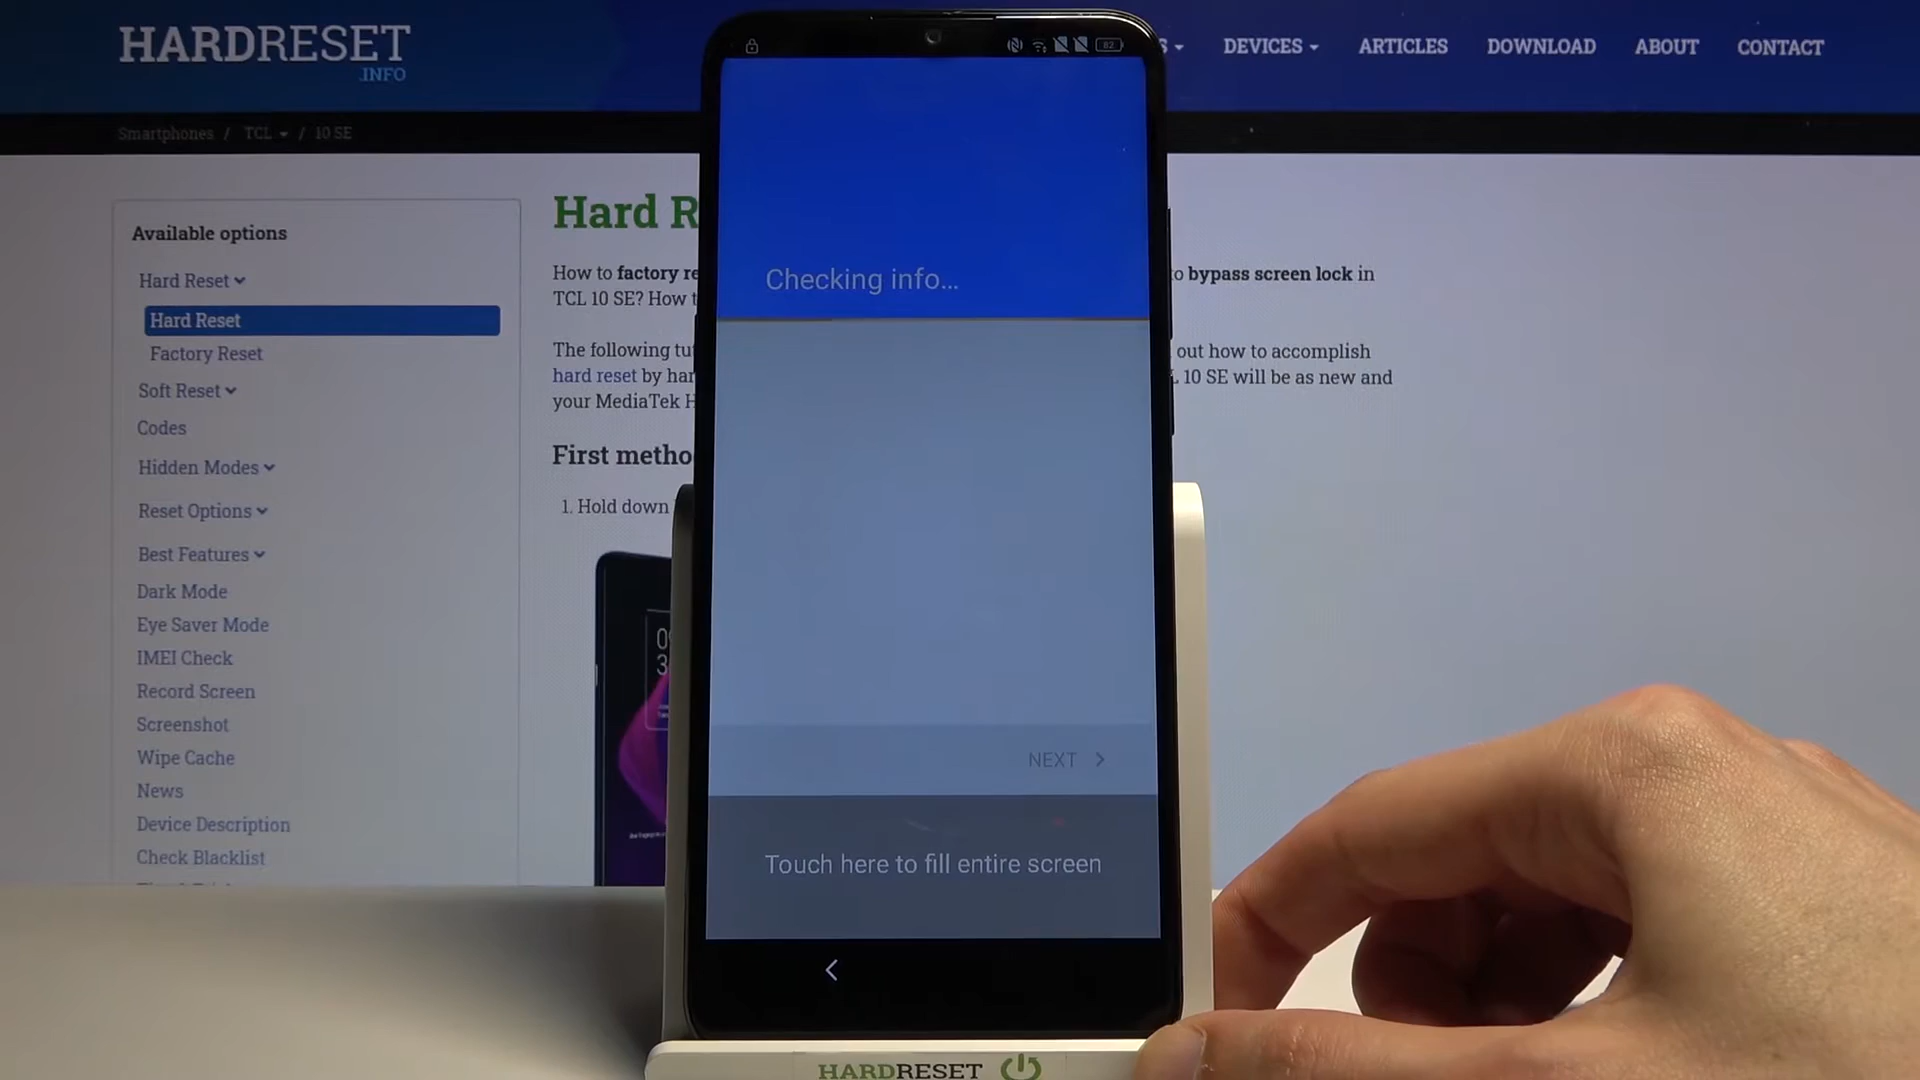 HARDRESET
.INFO
DEVICES
ARTICLES
DOWNLOAD
ABOUT
CONTACT
Smartphones / TCL / 10 SE
82
Available options
Hard Reset
Hard Reset
Factory Reset
Soft Reset
Codes
Hidden Modes
Reset Options
Best Features
Dark Mode
Eye Saver Mode
IMEI Check
Record Screen
Screenshot
Wipe Cache
News
Device Description
Check Blacklist
Hard R
How to factory re
to bypass screen lock in
TCL 10 SE? How t
The following tu
out how to accomplish
hard reset by har
10 SE will be as new and
your MediaTek H
First metho
1. Hold down
Checking info...
NEXT >
Touch here to fill entire screen
HARDRESET